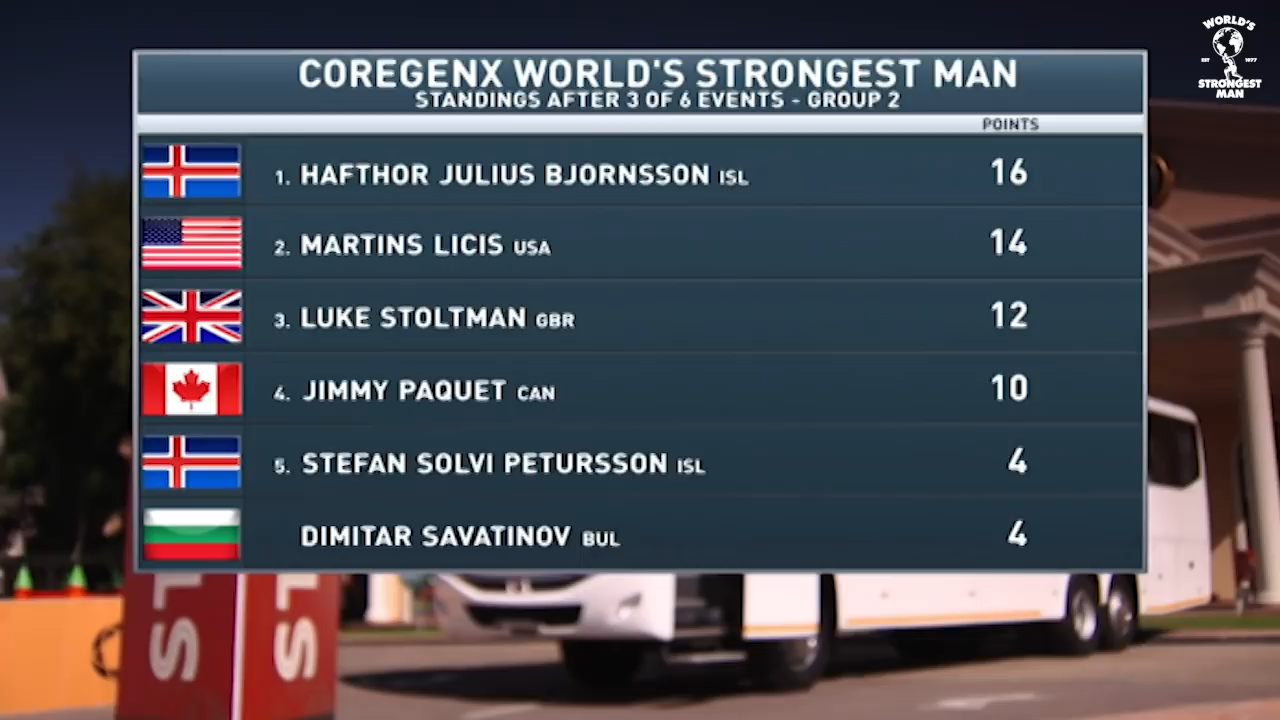 WORLD'S
EST 1977
STRONGEST
MAN
COREGENX WORLD'S STRONGEST MAN
STANDINGS AFTER 3 OF 6 EVENTS - GROUP 2
POINTS
1. HAFTHOR JULIUS BJORNSSON ISL 16
2. MARTINS LICIS USA 14
3. LUKE STOLTMAN GBR 12
4. JIMMY PAQUET CAN 10
5. STEFAN SOLVI PETURSSON ISL 4
DIMITAR SAVATINOV BUL 4